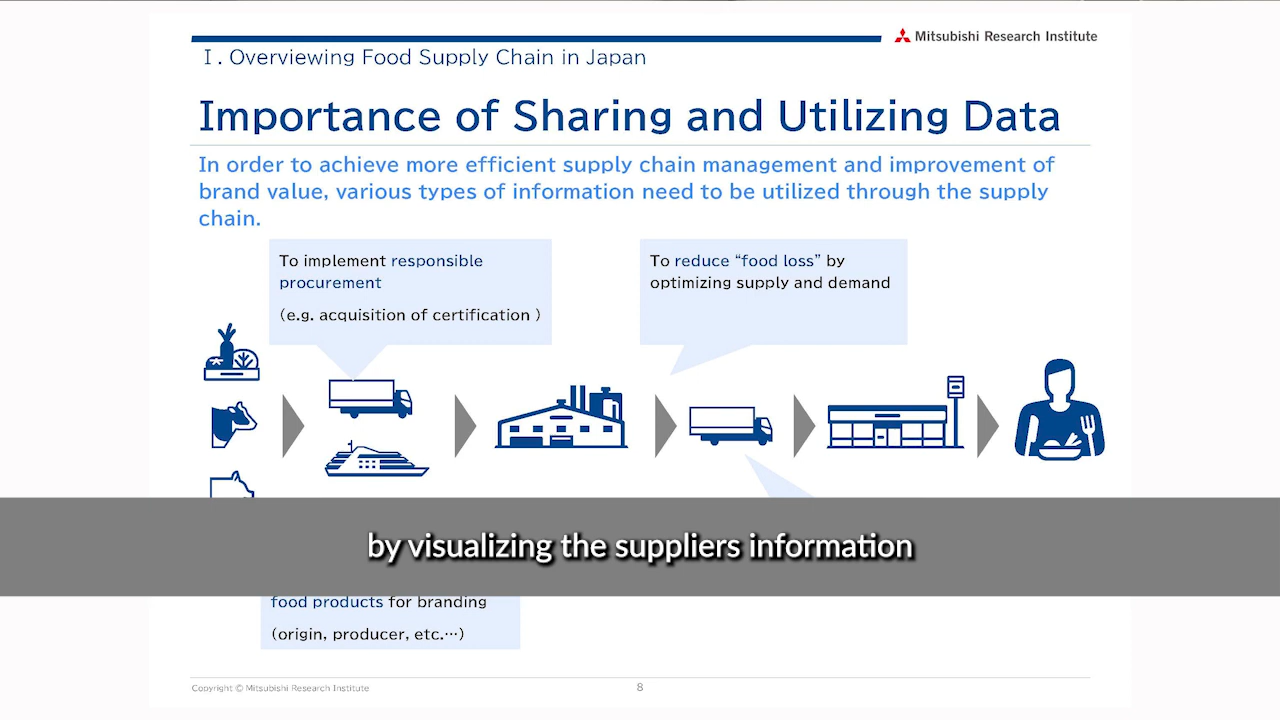 Mitsubishi Research Institute
Ⅰ. Overviewing Food Supply Chain in Japan
Importance of Sharing and Utilizing Data
In order to achieve more efficient supply chain management and improvement of
brand value, various types of information need to be utilized through the supply
chain.
To implement responsible
procurement
(e.g. acquisition of certification )
To reduce “food loss” by
optimizing supply and demand
by visualizing the suppliers information
food products for branding
(origin, producer, etc.…)
Copyright © Mitsubishi Research Institute
8